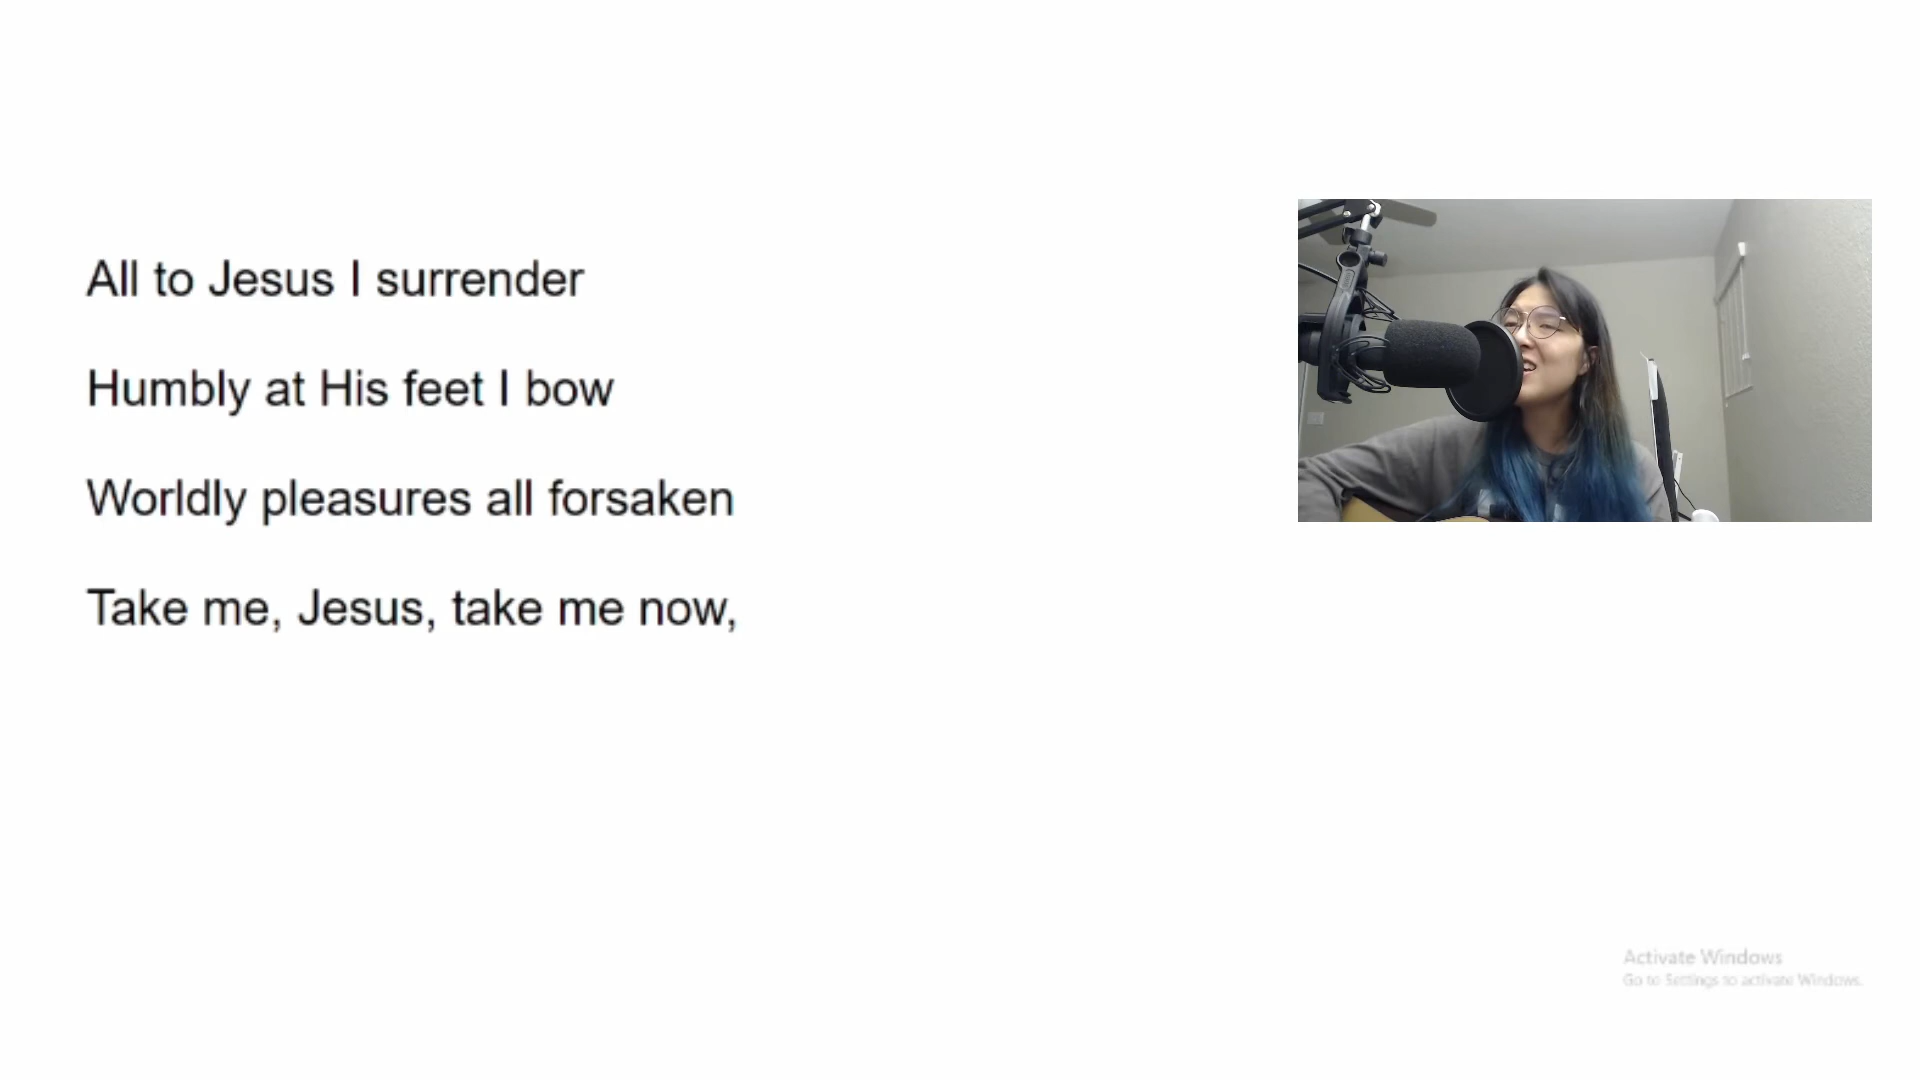 All to Jesus I surrender
Humbly at His feet I bow
Worldly pleasures all forsaken
Take me, Jesus, take me now,
Activate Windows
Go to Settings to activate Windows.